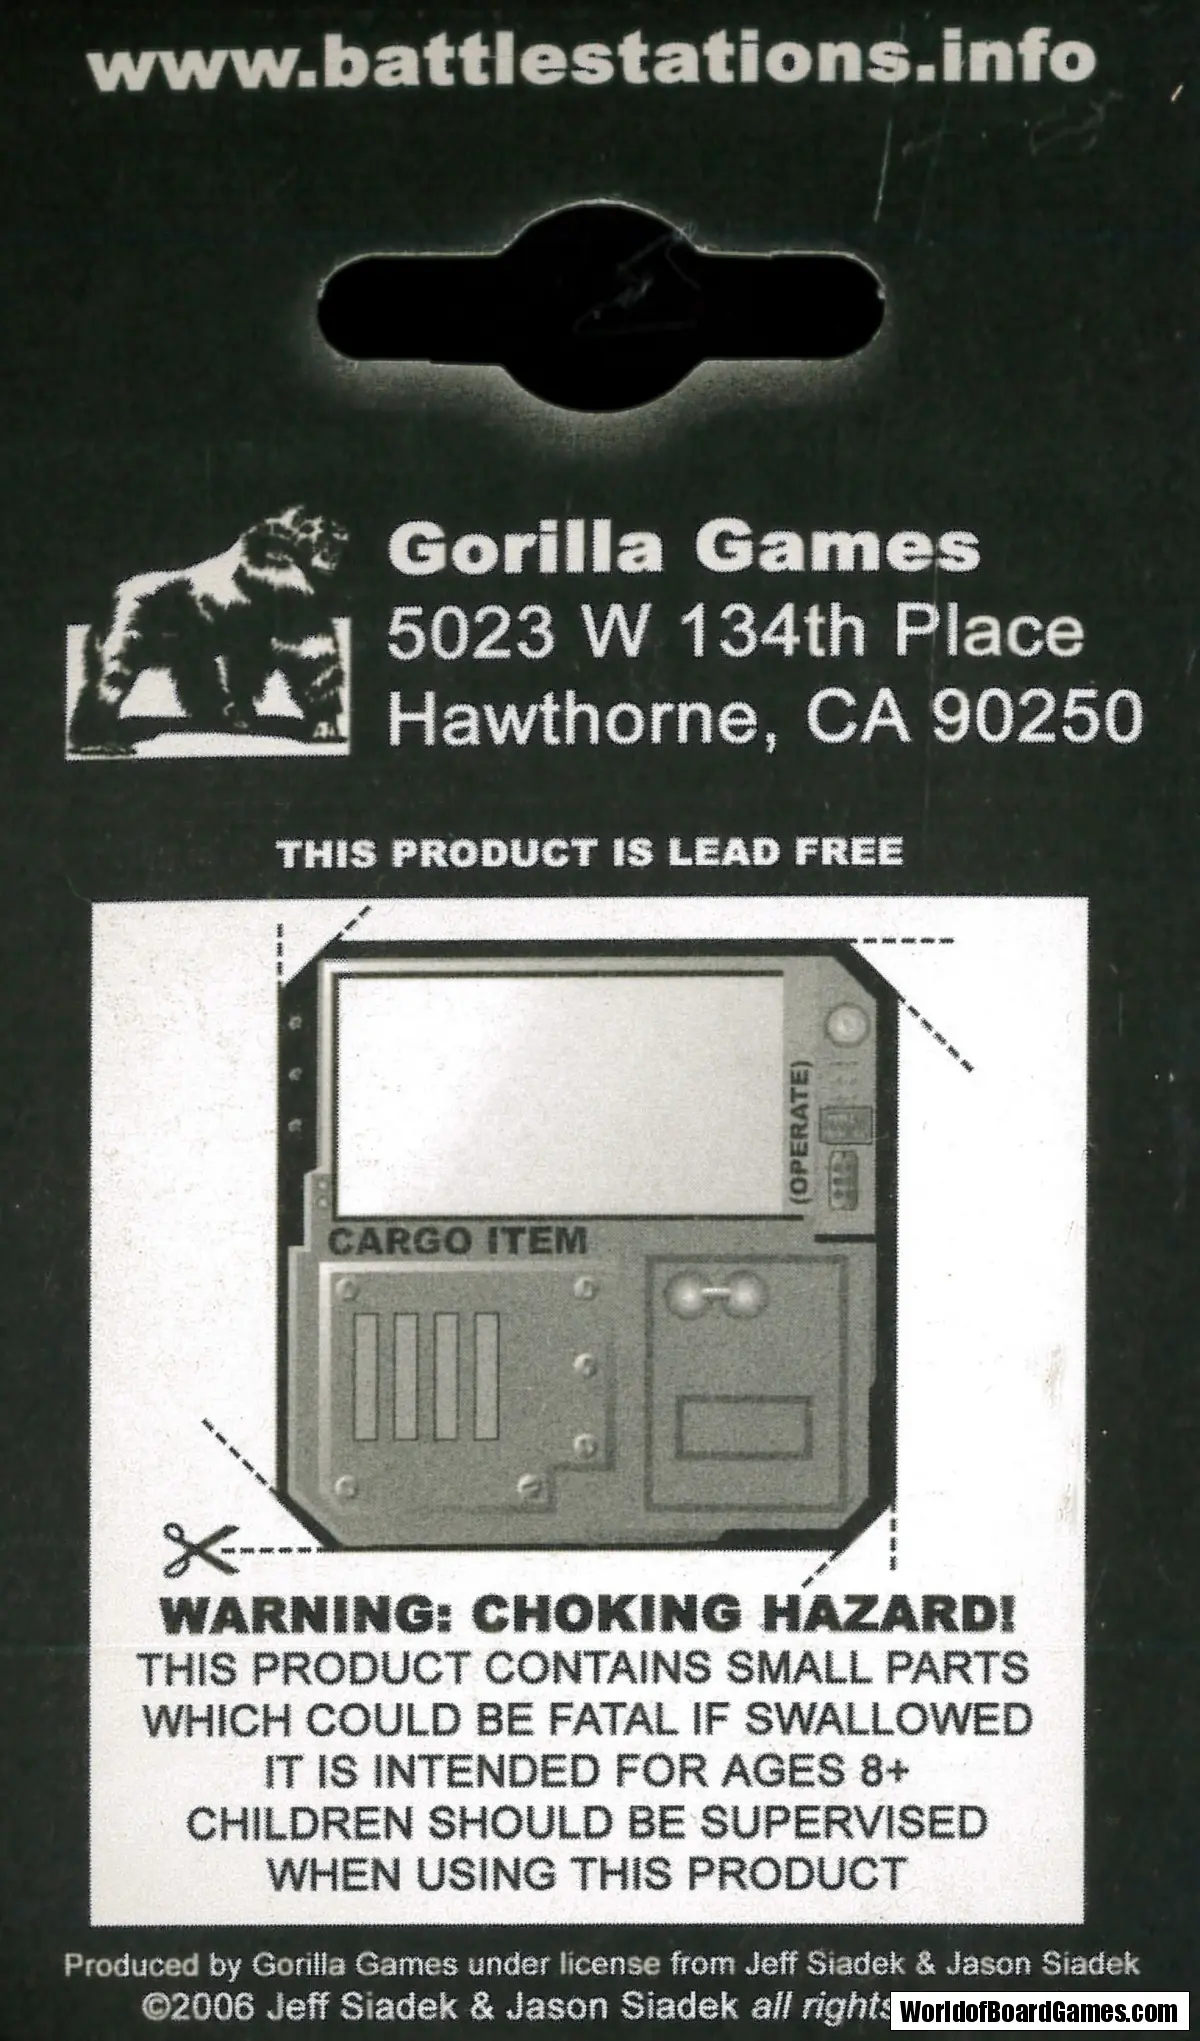 www.battlestations.info
Gorilla Games
5023 W 134th Place
Hawthorne, CA 90250
THIS PRODUCT IS LEAD FREE
(OPERATE)
CARGO ITEM
WARNING: CHOKING HAZARD!
THIS PRODUCT CONTAINS SMALL PARTS
WHICH COULD BE FATAL IF SWALLOWED
IT IS INTENDED FOR AGES 8+
CHILDREN SHOULD BE SUPERVISED
WHEN USING THIS PRODUCT
Produced by Gorilla Games under license from Jeff Siadek & Jason Siadek
©2006 Jeff Siadek & Jason Siadek all rights
WorldofBoardGames.com